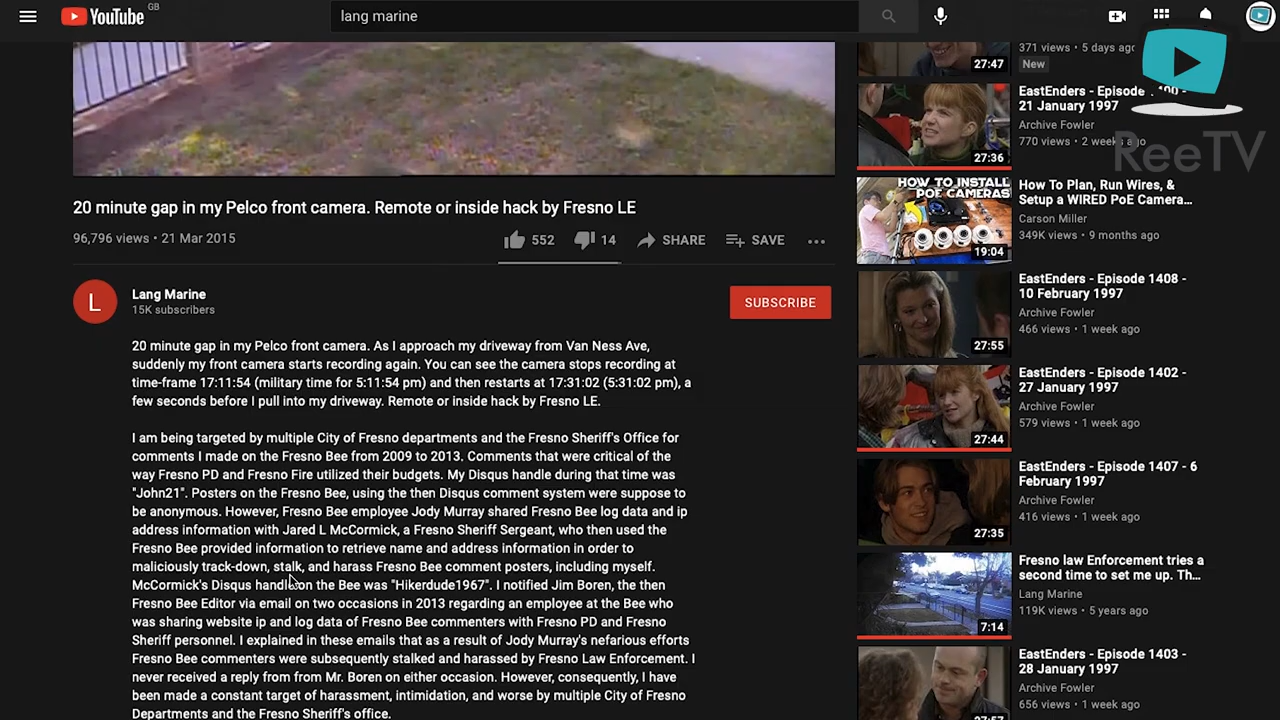 YouTube
GB
lang marine
20 minute gap in my Pelco front camera. Remote or inside hack by Fresno LE
96,796 views • 21 Mar 2015
552
14
SHARE
SAVE
L
Lang Marine
15K subscribers
SUBSCRIBE
20 minute gap in my Pelco front camera. As I approach my driveway from Van Ness Ave,
suddenly my front camera starts recording again. You can see the camera stops recording at
time-frame 17:11:54 (military time for 5:11:54 pm) and then restarts at 17:31:02 (5:31:02 pm), a
few seconds before I pull into my driveway. Remote or inside hack by Fresno LE.
I am being targeted by multiple City of Fresno departments and the Fresno Sheriff's Office for
comments I made on the Fresno Bee from 2009 to 2013. Comments that were critical of the
way Fresno PD and Fresno Fire utilized their budgets. My Disqus handle during that time was
"John21". Posters on the Fresno Bee, using the then Disqus comment system were suppose to
be anonymous. However, Fresno Bee employee Jody Murray shared Fresno Bee log data and ip
address information with Jared L McCormick, a Fresno Sheriff Sergeant, who then used the
Fresno Bee provided information to retrieve name and address information in order to
maliciously track-down, stalk, and harass Fresno Bee comment posters, including myself.
McCormick's Disqus handle on the Bee was "Hikerdude1967". I notified Jim Boren, the then
Fresno Bee Editor via email on two occasions in 2013 regarding an employee at the Bee who
was sharing website ip and log data of Fresno Bee commenters with Fresno PD and Fresno
Sheriff personnel. I explained in these emails that as a result of Jody Murray's nefarious efforts
Fresno Bee commenters were subsequently stalked and harassed by Fresno Law Enforcement. I
never received a reply from from Mr. Boren on either occasion. However, consequently, I have
been made a constant target of harassment, intimidation, and worse by multiple City of Fresno
Departments and the Fresno Sheriff's office.
27:47
371 views • 5 days ago
New
27:36
EastEnders - Episode 1400 -
21 January 1997
Archive Fowler
770 views • 2 weeks ago
HOW TO INSTALL
POE CAMERAS
19:04
How To Plan, Run Wires, &
Setup a WIRED PoE Camera...
Carson Miller
349K views • 9 months ago
27:55
EastEnders - Episode 1408 -
10 February 1997
Archive Fowler
466 views • 1 week ago
27:44
EastEnders - Episode 1402 -
27 January 1997
Archive Fowler
579 views • 1 week ago
27:35
EastEnders - Episode 1407 - 6
February 1997
Archive Fowler
416 views • 1 week ago
7:14
Fresno law Enforcement tries a
second time to set me up. Th...
Lang Marine
119K views • 5 years ago
27:57
EastEnders - Episode 1403 -
28 January 1997
Archive Fowler
656 views • 1 week ago
ReeTV